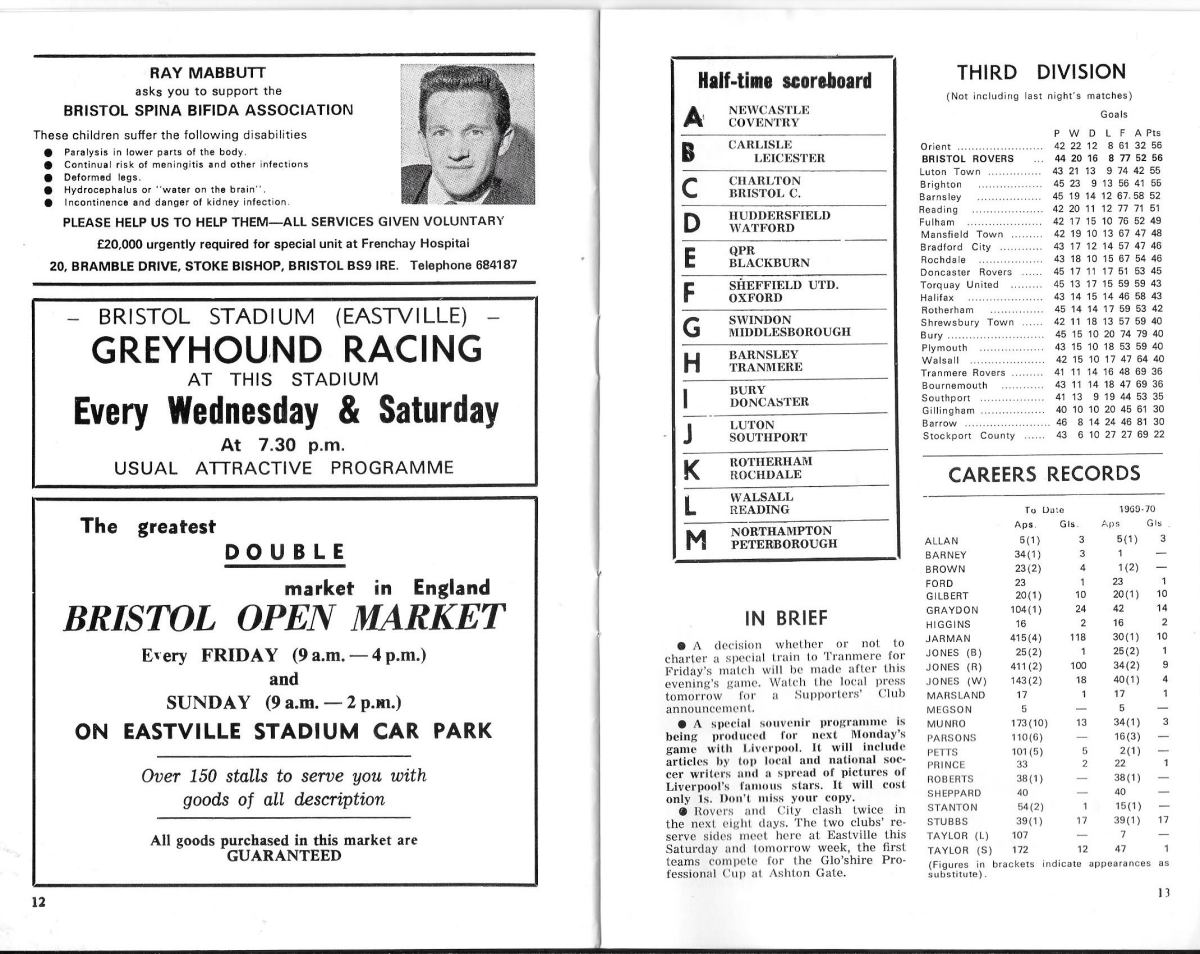 RAY MABBUTT
asks you to support the
BRISTOL SPINA BIFIDA ASSOCIATION
These children suffer the following disabilities
● Paralysis in lower parts of the body.
● Continual risk of meningitis and other infections
● Deformed legs.
● Hydrocephalus or "water on the brain".
● Incontinence and danger of kidney infection.
PLEASE HELP US TO HELP THEM—ALL SERVICES GIVEN VOLUNTARY
£20,000 urgently required for special unit at Frenchay Hospital
20, BRAMBLE DRIVE, STOKE BISHOP, BRISTOL BS9 IRE. Telephone 684187
– BRISTOL STADIUM (EASTVILLE) –
GREYHOUND RACING
AT THIS STADIUM
Every Wednesday & Saturday
At 7.30 p.m.
USUAL ATTRACTIVE PROGRAMME
The greatest
DOUBLE
market in England
BRISTOL OPEN MARKET
Every FRIDAY (9 a.m. — 4 p.m.)
and
SUNDAY (9 a.m. — 2 p.m.)
ON EASTVILLE STADIUM CAR PARK
Over 150 stalls to serve you with
goods of all description
All goods purchased in this market are
GUARANTEED
12
Half-time scoreboard
A NEWCASTLE
COVENTRY
B CARLISLE
LEICESTER
C CHARLTON
BRISTOL C.
D HUDDERSFIELD
WATFORD
E QPR
BLACKBURN
F SHEFFIELD UTD.
OXFORD
G SWINDON
MIDDLESBOROUGH
H BARNSLEY
TRANMERE
I BURY
DONCASTER
J LUTON
SOUTHPORT
K ROTHERHAM
ROCHDALE
L WALSALL
READING
M NORTHAMPTON
PETERBOROUGH
IN BRIEF
● A decision whether or not to
charter a special train to Tranmere for
Friday's match will be made after this
evening's game. Watch the local press
tomorrow for a Supporters' Club
announcement.
● A special souvenir programme is
being produced for next Monday's
game with Liverpool. It will include
articles by top local and national soc-
cer writers and a spread of pictures of
Liverpool's famous stars. It will cost
only 1s. Don't miss your copy.
● Rovers and City clash twice in
the next eight days. The two clubs' re-
serve sides meet here at Eastville this
Saturday and tomorrow week, the first
teams compete for the Glo'shire Pro-
fessional Cup at Ashton Gate.
THIRD DIVISION
(Not including last night's matches)
Goals
P W D L F A Pts
Orient ..................... 42 22 12 8 61 32 56
BRISTOL ROVERS ... 44 20 16 8 77 52 56
Luton Town ............... 43 21 13 9 74 42 55
Brighton .................. 45 23 9 13 56 41 55
Barnsley .................. 45 19 14 12 67 58 52
Reading .................. 42 20 11 12 77 71 51
Fulham ..................... 42 17 15 10 76 52 49
Mansfield Town ......... 42 19 10 13 67 47 48
Bradford City ............ 43 17 12 14 57 47 46
Rochdale .................. 43 18 10 15 67 54 46
Doncaster Rovers ...... 45 17 11 17 51 53 45
Torquay United ......... 45 13 17 15 59 59 43
Halifax ..................... 43 14 15 14 46 58 43
Rotherham ............... 45 14 14 17 59 53 42
Shrewsbury Town ...... 42 11 18 13 57 59 40
Bury ........................ 45 15 10 20 74 79 40
Plymouth .................. 43 15 10 18 53 59 40
Walsall ..................... 42 15 10 17 47 64 40
Tranmere Rovers ......... 41 11 14 16 48 69 36
Bournemouth ............ 43 11 14 18 47 69 36
Southport .................. 41 13 9 19 44 53 35
Gillingham .................. 40 10 10 20 45 61 30
Barrow ..................... 46 8 14 24 46 81 30
Stockport County ...... 43 6 10 27 27 69 22
CAREERS RECORDS
To Date 1969-70
Aps. Gls. Aps Gls.
ALLAN 5(1) 3 5(1) 3
BARNEY 34(1) 3 1 —
BROWN 23(2) 4 1(2) —
FORD 23 1 23 1
GILBERT 20(1) 10 20(1) 10
GRAYDON 104(1) 24 42 14
HIGGINS 16 2 16 2
JARMAN 415(4) 118 30(1) 10
JONES (B) 25(2) 1 25(2) 1
JONES (R) 411(2) 100 34(2) 9
JONES (W) 143(2) 18 40(1) 4
MARSLAND 17 1 17 1
MEGSON 5 — 5 —
MUNRO 173(10) 13 34(1) 3
PARSONS 110(6) — 16(3) —
PETTS 101(5) 5 2(1) —
PRINCE 33 2 22 1
ROBERTS 38(1) — 38(1) —
SHEPPARD 40 — 40 —
STANTON 54(2) 1 15(1) —
STUBBS 39(1) 17 39(1) 17
TAYLOR (L) 107 — 7 —
TAYLOR (S) 172 12 47 1
(Figures in brackets indicate appearances as
substitute).
13